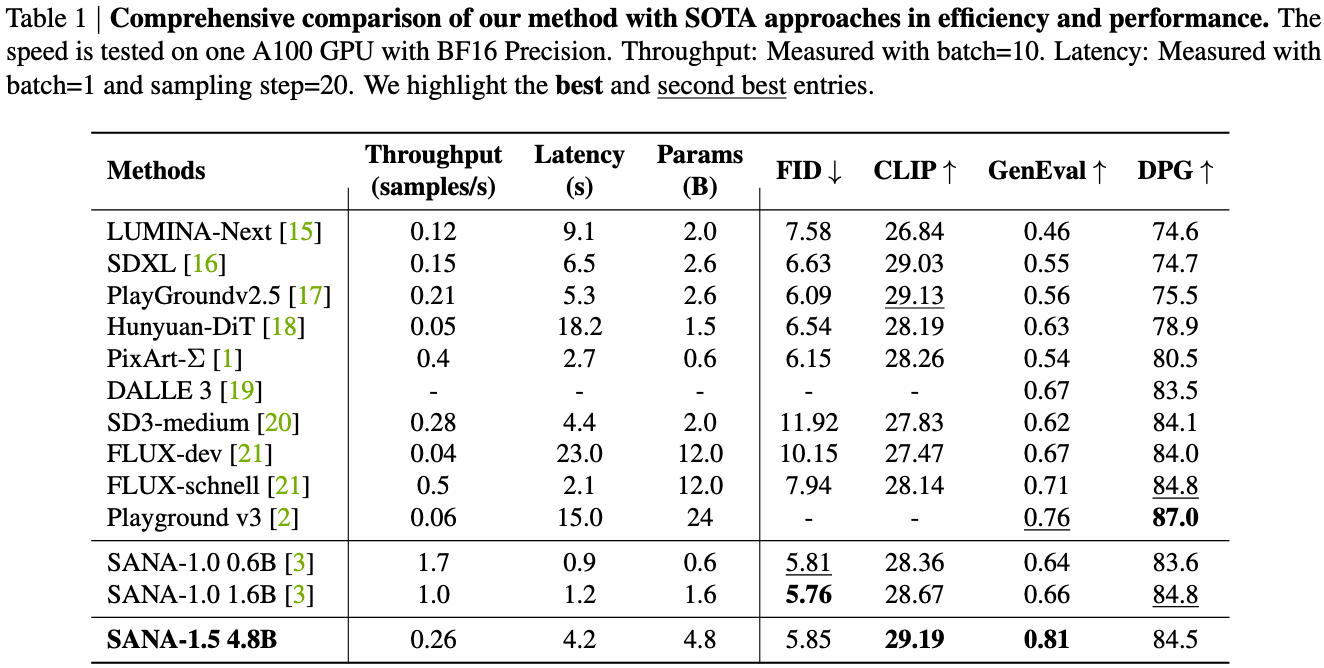 Table 1 | Comprehensive comparison of our method with SOTA approaches in efficiency and performance. The
speed is tested on one A100 GPU with BF16 Precision. Throughput: Measured with batch=10. Latency: Measured with
batch=1 and sampling step=20. We highlight the best and second best entries.
Methods Throughput (samples/s) Latency (s) Params (B) FID ↓ CLIP ↑ GenEval ↑ DPG ↑
LUMINA-Next [15] 0.12 9.1 2.0 7.58 26.84 0.46 74.6
SDXL [16] 0.15 6.5 2.6 6.63 29.03 0.55 74.7
PlayGroundv2.5 [17] 0.21 5.3 2.6 6.09 29.13 0.56 75.5
Hunyuan-DiT [18] 0.05 18.2 1.5 6.54 28.19 0.63 78.9
PixArt-Σ [1] 0.4 2.7 0.6 6.15 28.26 0.54 80.5
DALLE 3 [19] - - - - - 0.67 83.5
SD3-medium [20] 0.28 4.4 2.0 11.92 27.83 0.62 84.1
FLUX-dev [21] 0.04 23.0 12.0 10.15 27.47 0.67 84.0
FLUX-schnell [21] 0.5 2.1 12.0 7.94 28.14 0.71 84.8
Playground v3 [2] 0.06 15.0 24 - - 0.76 87.0
SANA-1.0 0.6B [3] 1.7 0.9 0.6 5.81 28.36 0.64 83.6
SANA-1.0 1.6B [3] 1.0 1.2 1.6 5.76 28.67 0.66 84.8
SANA-1.5 4.8B 0.26 4.2 4.8 5.85 29.19 0.81 84.5